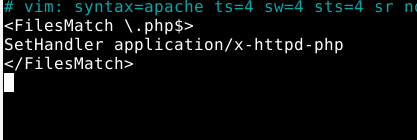 # vim: syntax=apache ts=4 sw=4 sts=4 sr
<FilesMatch \.php$>
SetHandler application/x-httpd-php
</FilesMatch>